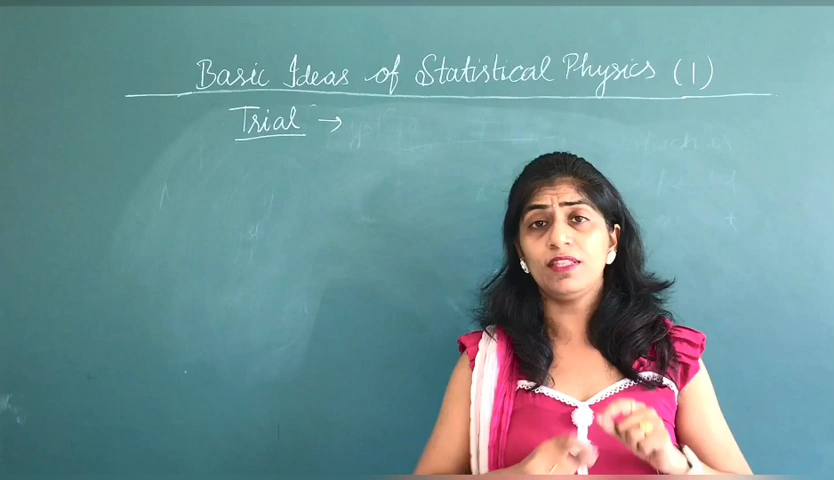 Basic Ideas of Statistical Physics (1)
Trial →